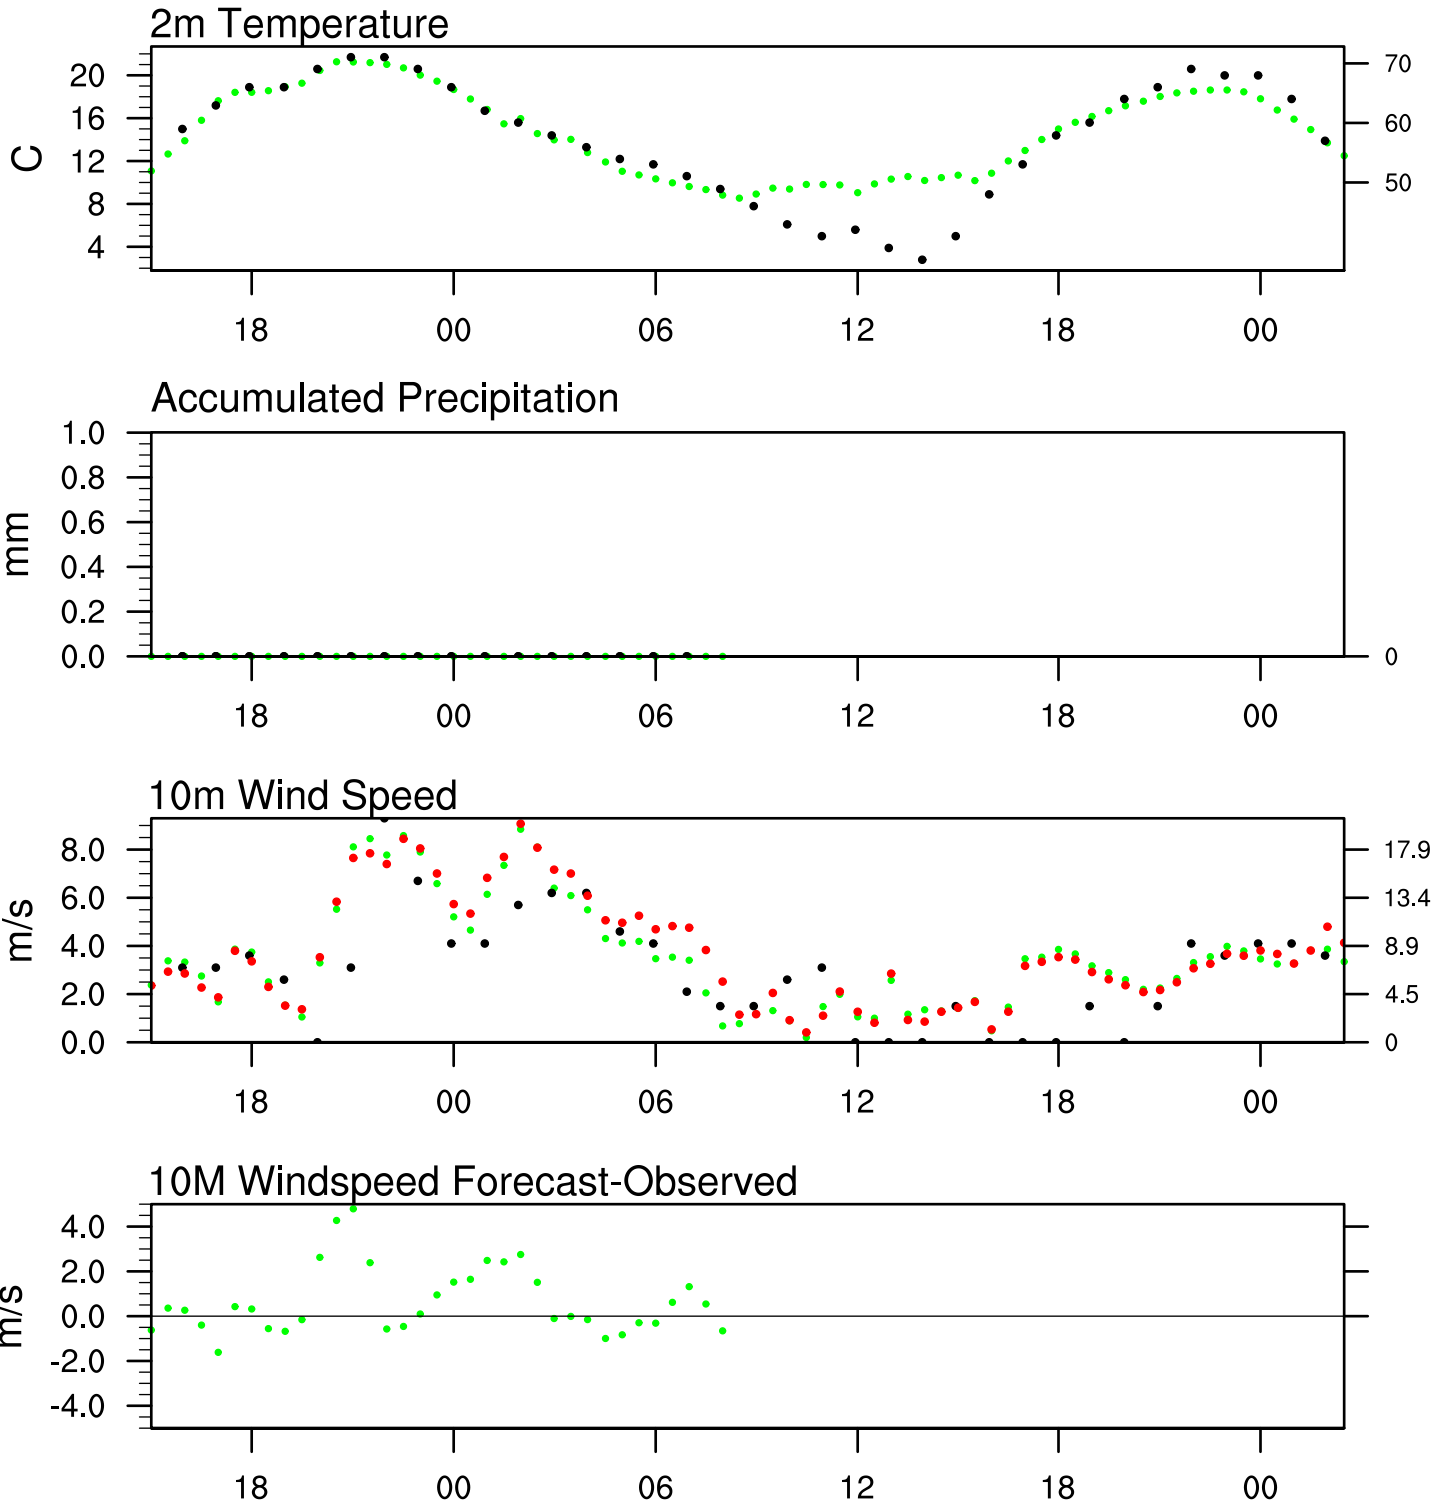 2m Temperature
20
16
12
8
4
C
70
60
50
18 00 06 12 18 00
Accumulated Precipitation
1.0
0.8
0.6
0.4
0.2
0.0
mm
0
18 00 06 12 18 00
10m Wind Speed
8.0
6.0
4.0
2.0
0.0
m/s
17.9
13.4
8.9
4.5
0
18 00 06 12 18 00
10M Windspeed Forecast-Observed
4.0
2.0
0.0
-2.0
-4.0
m/s
18 00 06 12 18 00